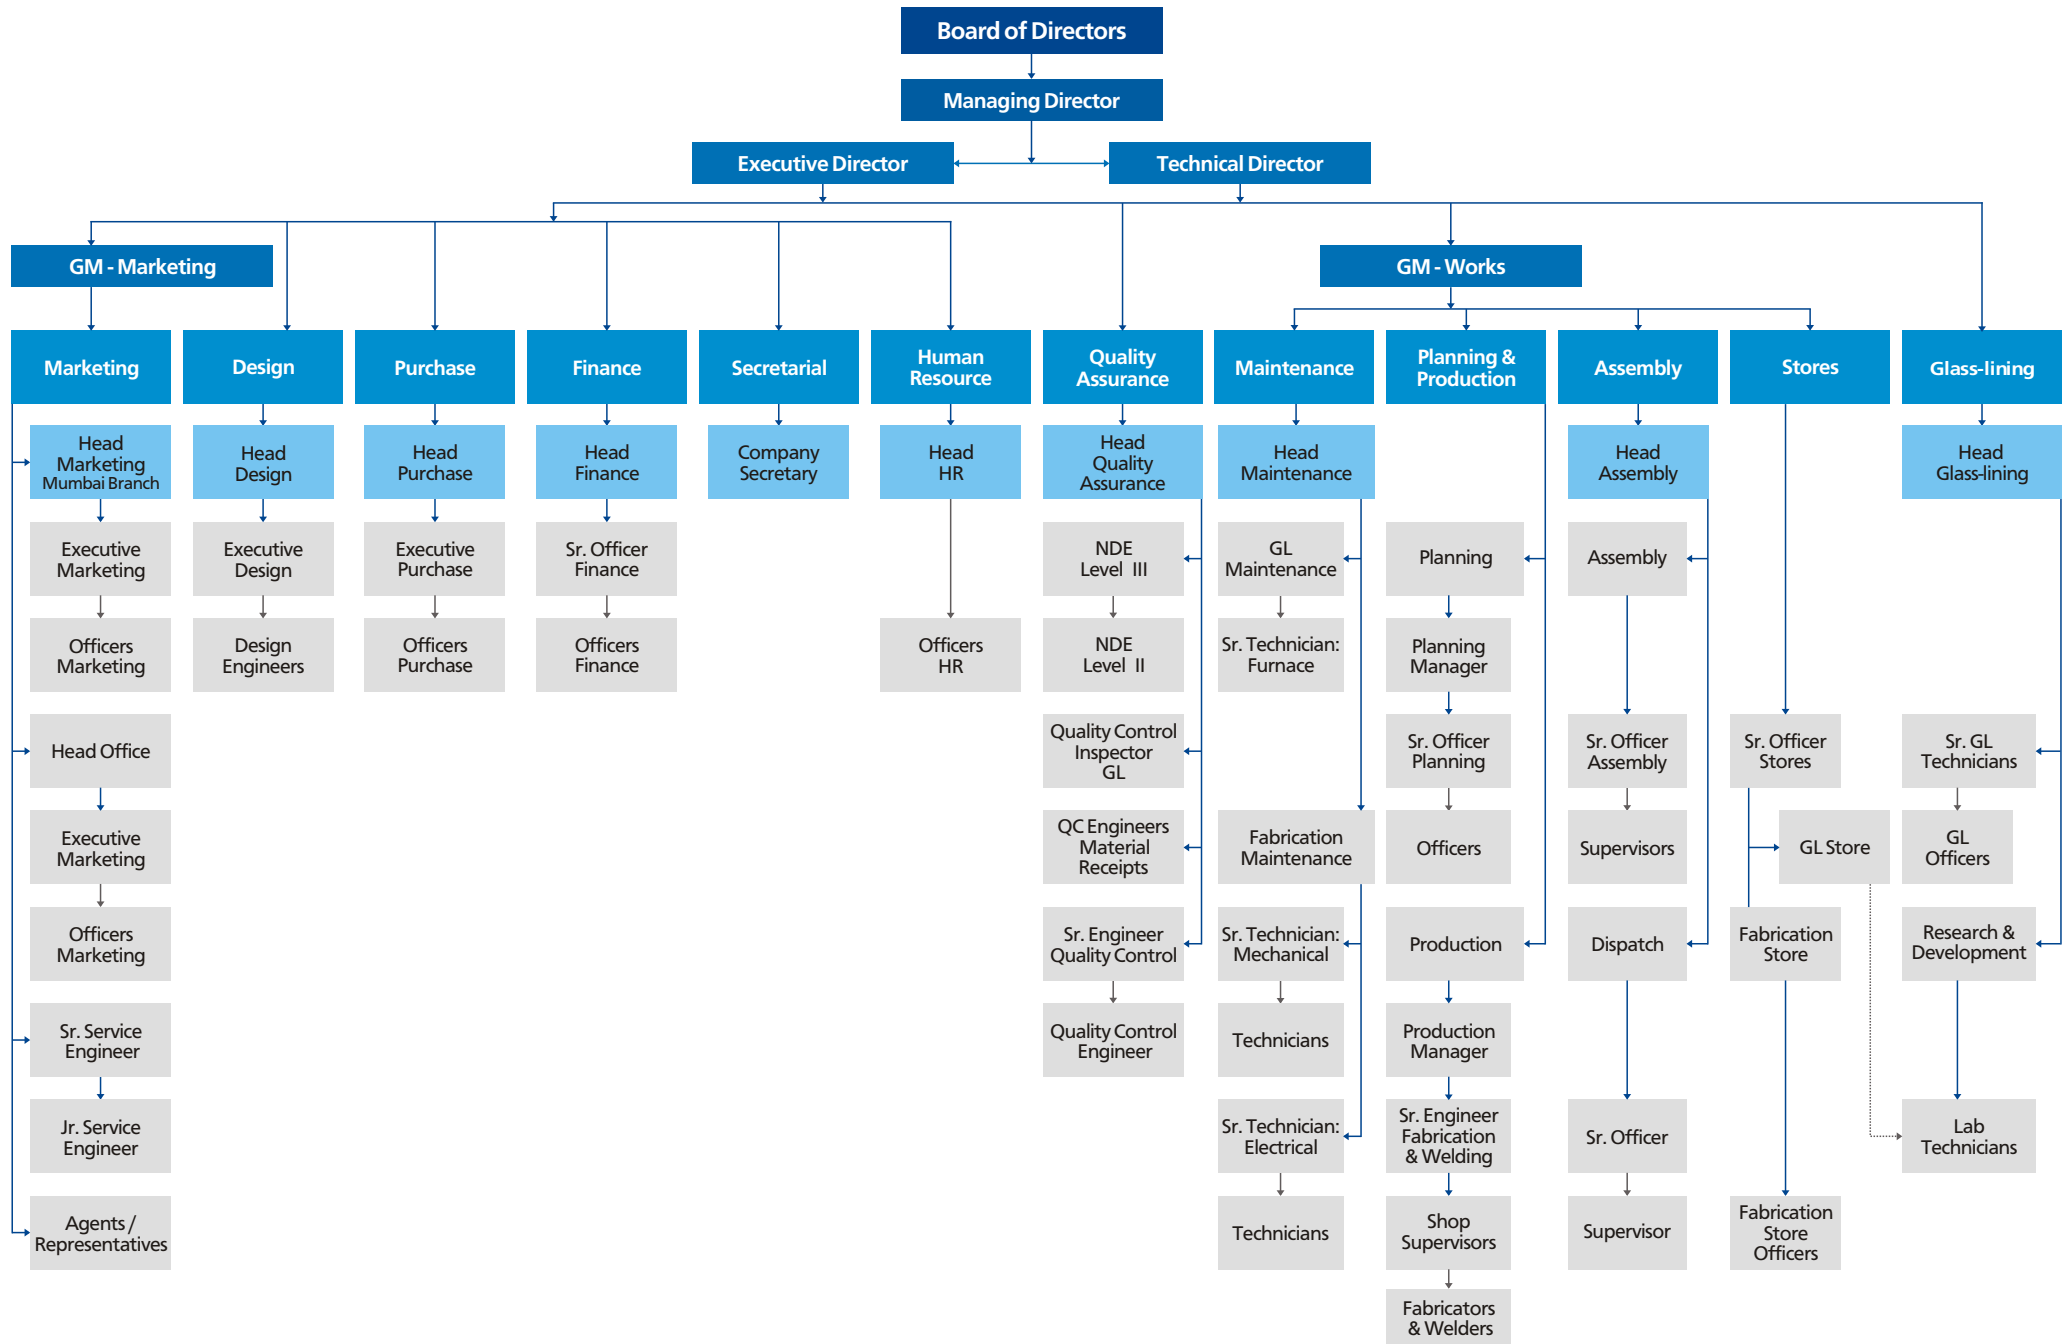 Board of Directors
Managing Director
Executive Director
Technical Director
GM - Marketing
GM - Works
Marketing
Design
Purchase
Finance
Secretarial
Human
Resource
Quality
Assurance
Maintenance
Planning &
Production
Assembly
Stores
Glass-lining
Head
Marketing
Mumbai Branch
Head
Design
Head
Purchase
Head
Finance
Company
Secretary
Head
HR
Head
Quality
Assurance
Head
Maintenance
Head
Assembly
Head
Glass-lining
Executive
Marketing
Executive
Design
Executive
Purchase
Sr. Officer
Finance
NDE
Level III
GL
Maintenance
Planning
Assembly
Officers
Marketing
Design
Engineers
Officers
Purchase
Officers
Finance
Officers
HR
NDE
Level II
Sr. Technician:
Furnace
Planning
Manager
Head Office
Quality Control
Inspector
GL
Sr. Officer
Planning
Sr. Officer
Assembly
Sr. Officer
Stores
Sr. GL
Technicians
Executive
Marketing
QC Engineers
Material
Receipts
Fabrication
Maintenance
Officers
Supervisors
GL Store
GL
Officers
Officers
Marketing
Sr. Engineer
Quality Control
Sr. Technician:
Mechanical
Production
Dispatch
Fabrication
Store
Research &
Development
Sr. Service
Engineer
Quality Control
Engineer
Technicians
Production
Manager
Jr. Service
Engineer
Sr. Technician:
Electrical
Sr. Engineer
Fabrication
& Welding
Sr. Officer
Lab
Technicians
Agents /
Representatives
Technicians
Shop
Supervisors
Supervisor
Fabrication
Store
Officers
Fabricators
& Welders